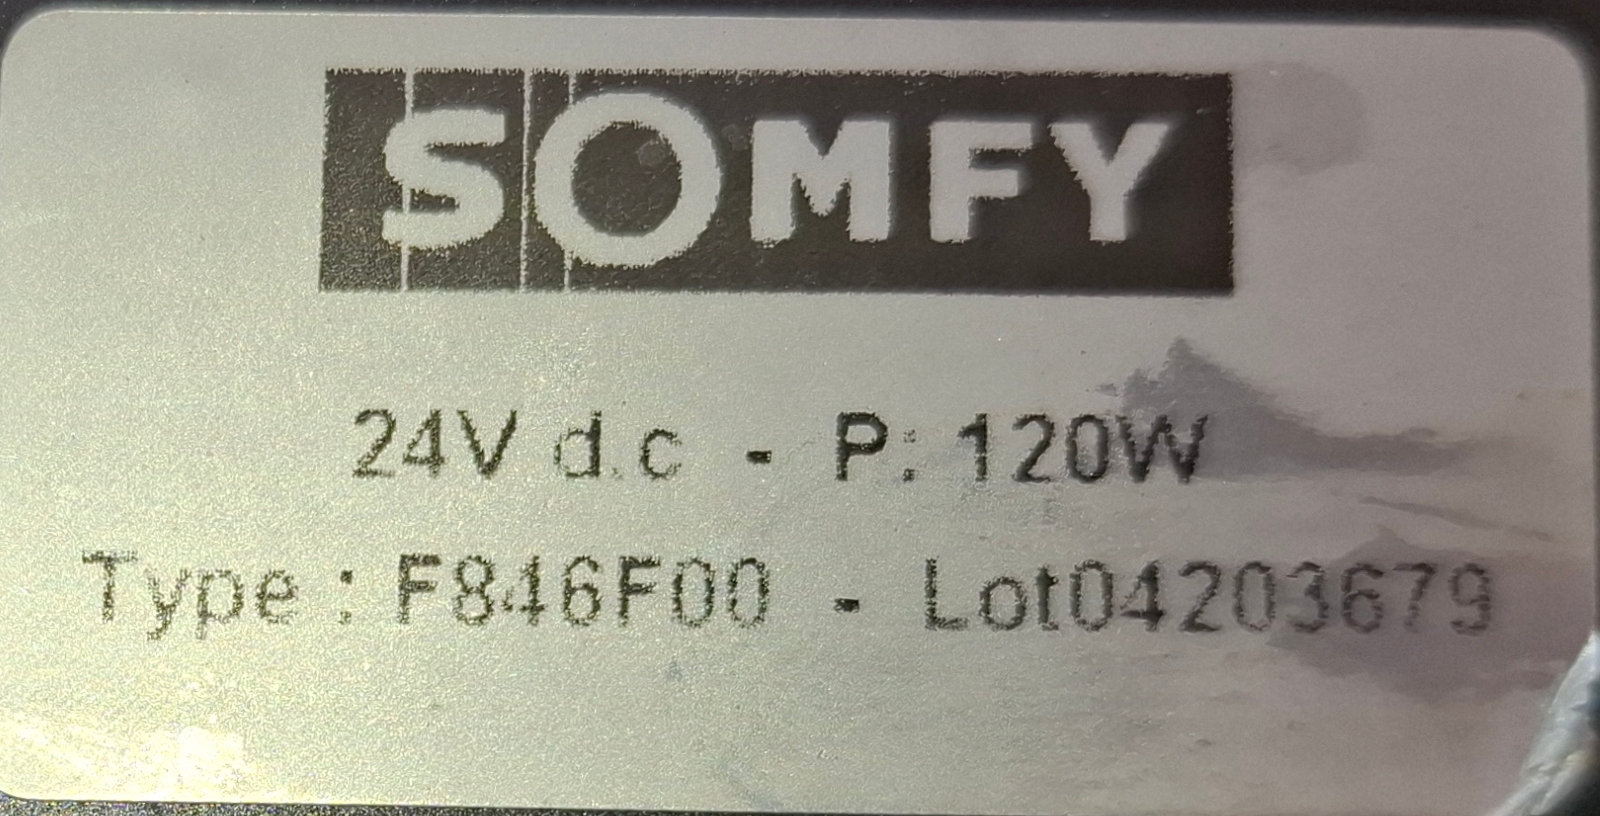 SOMFY
24V d.c - P: 120W
Type : F846F00 - Lot04203679